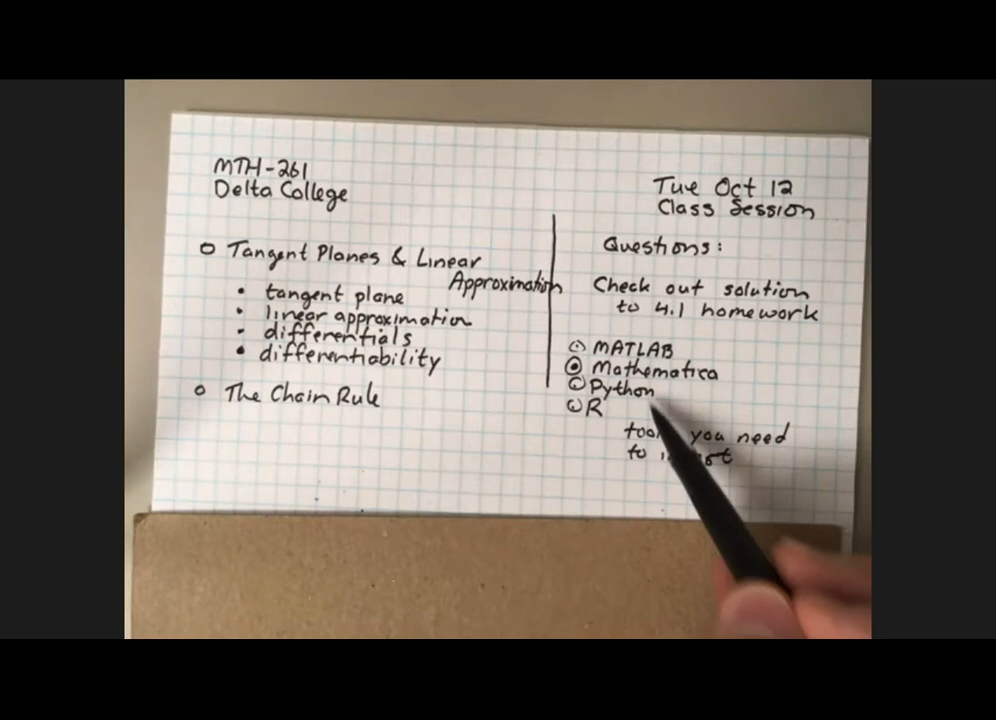 MTH-261
Delta College
Tue Oct 12
Class Session
Tangent Planes & Linear
Approximation
• tangent plane
• linear approximation
• differentials
• differentiability
The Chain Rule
Questions:
Check out solution
to 4.1 homework
MATLAB
Mathematica
Python
R
you need
to